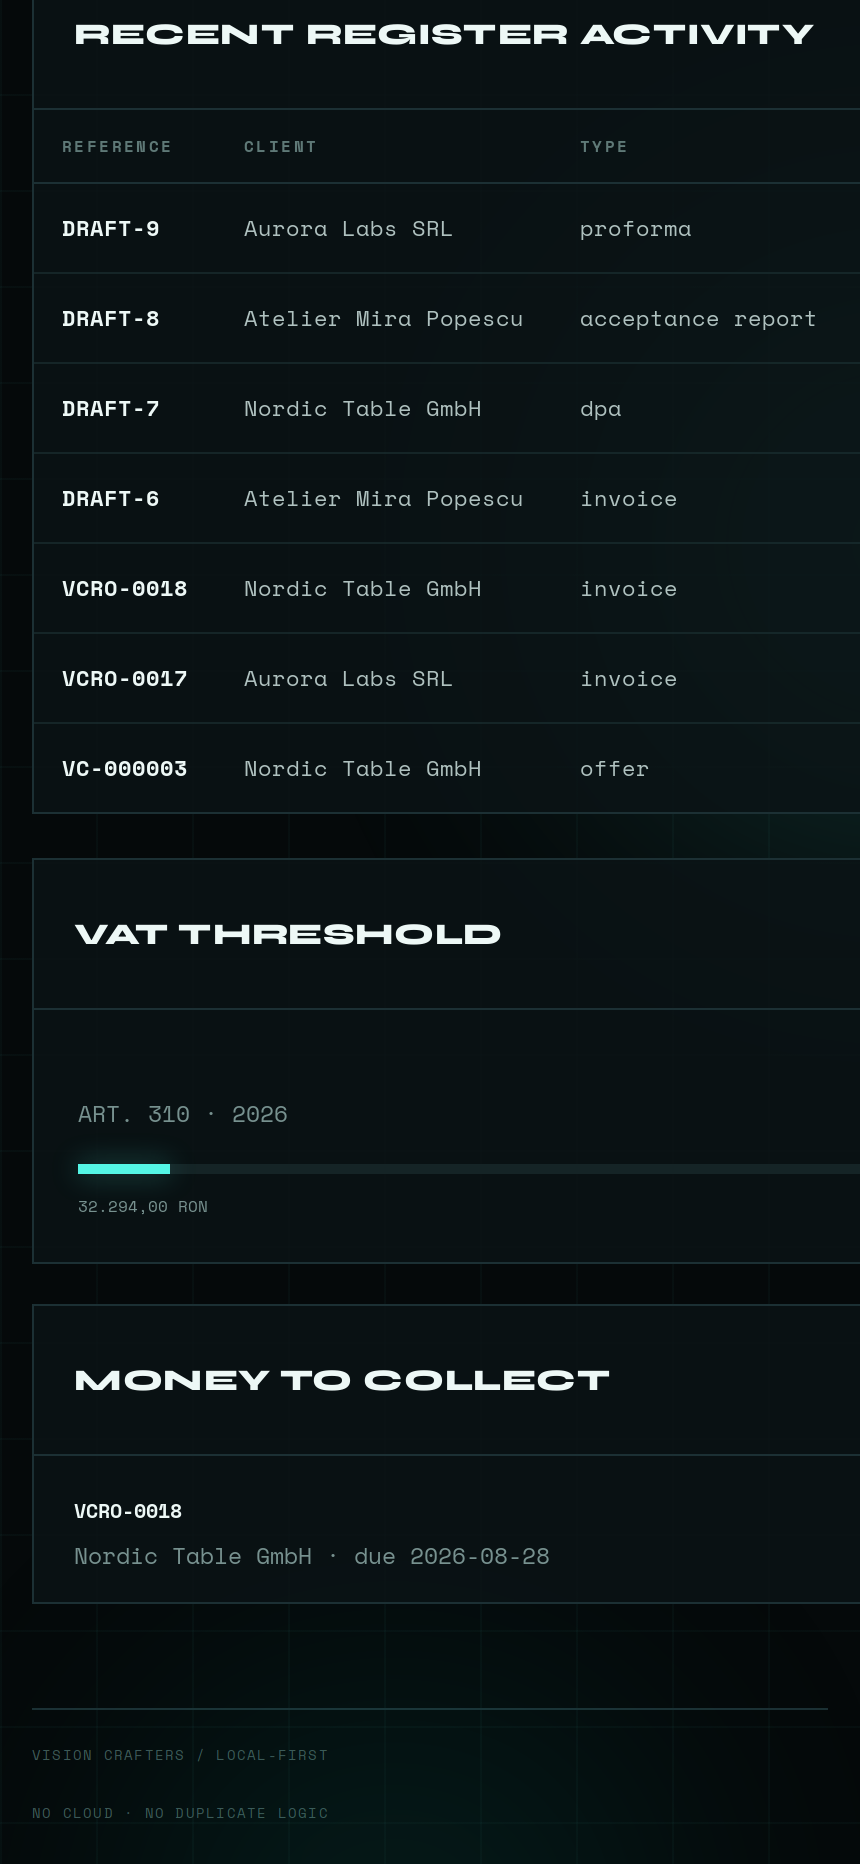 RECENT REGISTER ACTIVITY
REFERENCE CLIENT TYPE
DRAFT-9 Aurora Labs SRL proforma
DRAFT-8 Atelier Mira Popescu acceptance report
DRAFT-7 Nordic Table GmbH dpa
DRAFT-6 Atelier Mira Popescu invoice
VCRO-0018 Nordic Table GmbH invoice
VCRO-0017 Aurora Labs SRL invoice
VC-000003 Nordic Table GmbH offer
VAT THRESHOLD
ART. 310 · 2026
32.294,00 RON
MONEY TO COLLECT
VCRO-0018
Nordic Table GmbH · due 2026-08-28
VISION CRAFTERS / LOCAL-FIRST
NO CLOUD · NO DUPLICATE LOGIC